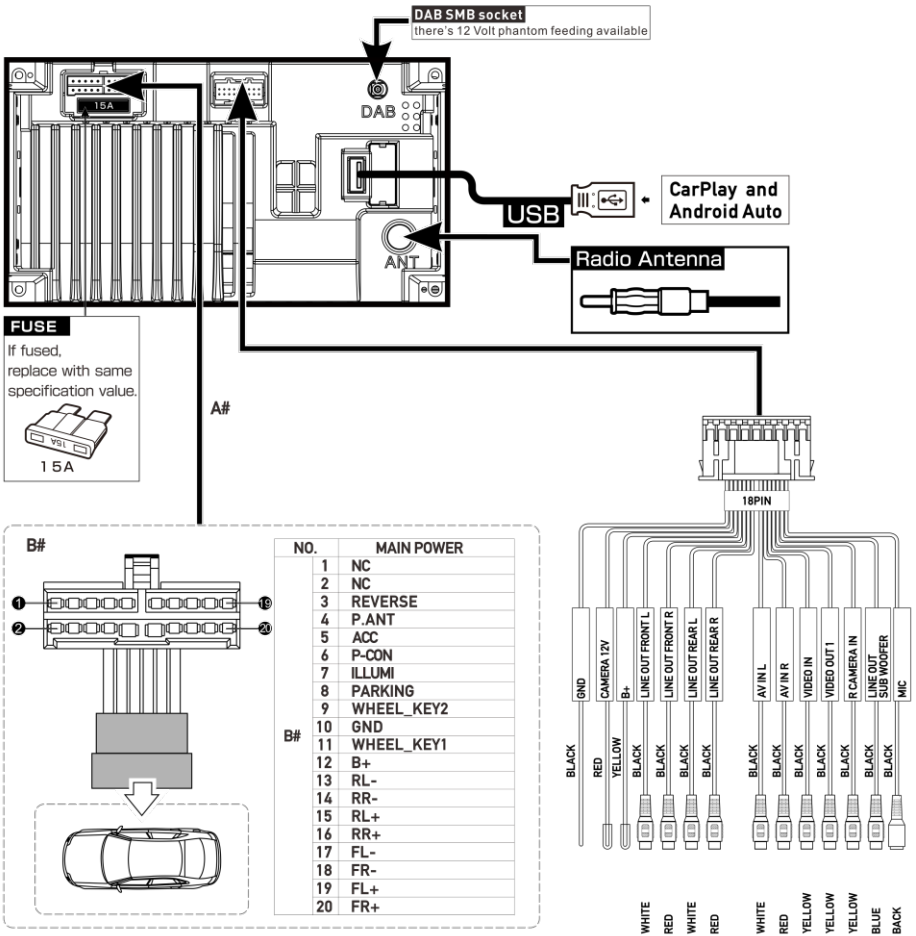 DAB SMB socket
there's 12 Volt phantom feeding available
15A
DAB
USB
CarPlay and
Android Auto
ANT
Radio Antenna
FUSE
If fused,
replace with same
specification value.
15A
15A
A#
18PIN
B#
1
19
2
20
NO. MAIN POWER
B#
1 NC
2 NC
3 REVERSE
4 P.ANT
5 ACC
6 P-CON
7 ILLUMI
8 PARKING
9 WHEEL_KEY2
10 GND
11 WHEEL_KEY1
12 B+
13 RL-
14 RR-
15 RL+
16 RR+
17 FL-
18 FR-
19 FL+
20 FR+
GND
CAMERA 12V
B+
LINE OUT FRONT L
LINE OUT FRONT R
LINE OUT REAR L
LINE OUT REAR R
AV IN L
AV IN R
VIDEO IN
VIDEO OUT 1
R CAMERA IN
LINE OUT
SUB WOOFER
MIC
BLACK
RED
YELLOW
BLACK
BLACK
BLACK
BLACK
BLACK
BLACK
BLACK
BLACK
BLACK
BLACK
BLACK
WHITE
RED
WHITE
RED
WHITE
RED
YELLOW
YELLOW
YELLOW
BLUE
BACK